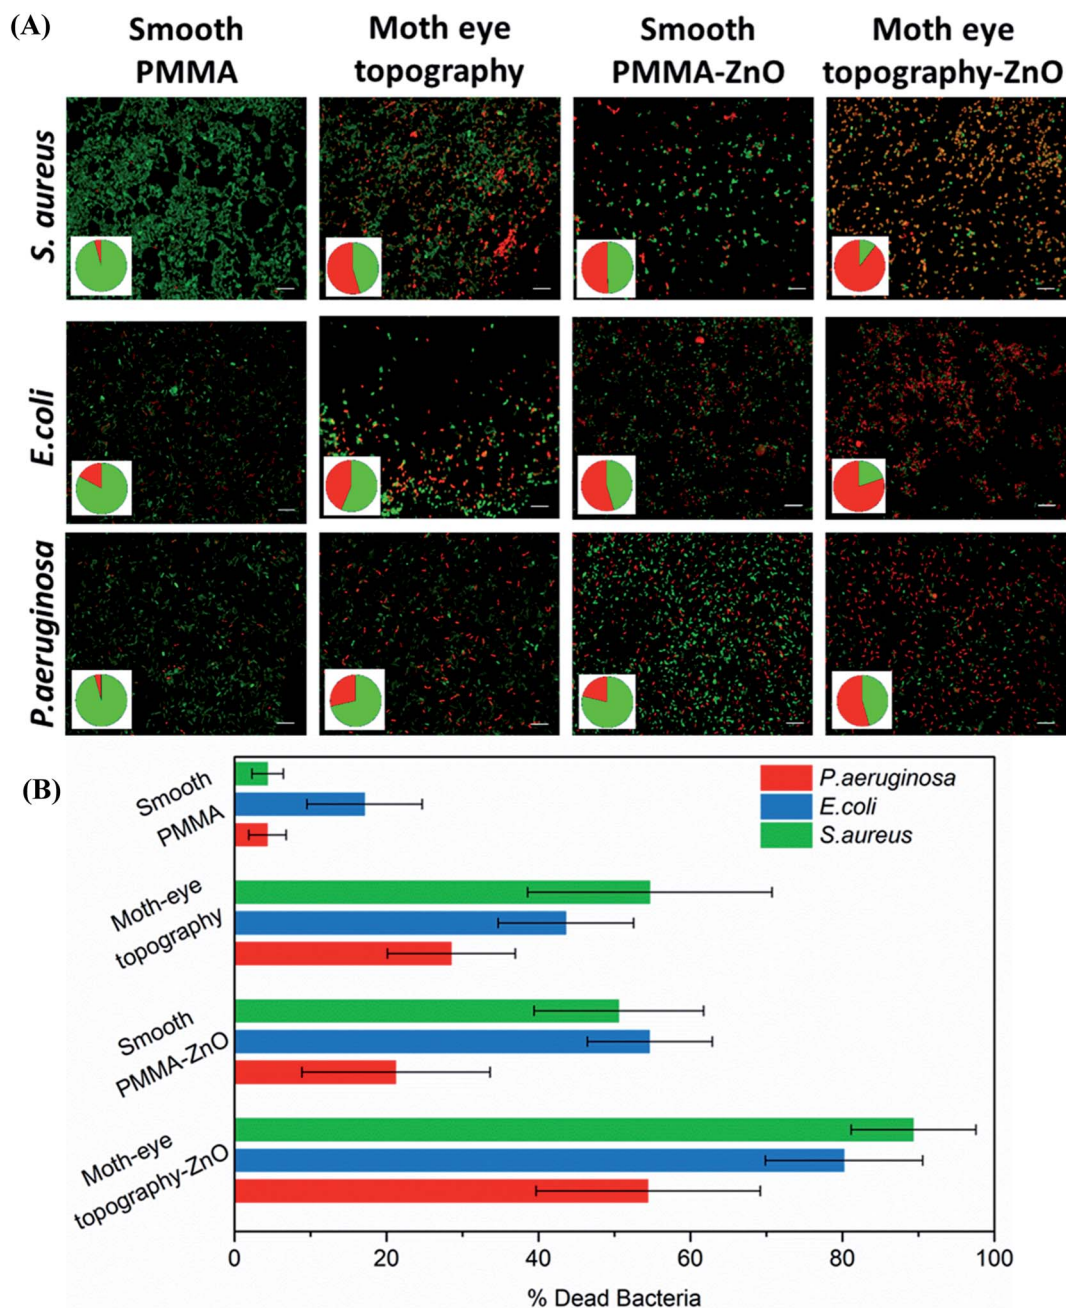 (A)
Smooth
PMMA
Moth eye
topography
Smooth
PMMA-ZnO
Moth eye
topography-ZnO
S. aureus
E.coli
P.aeruginosa
(B)
Smooth
PMMA
Moth-eye
topography
Smooth
PMMA-ZnO
Moth-eye
topography-ZnO
P.aeruginosa
E.coli
S.aureus
0 20 40 60 80 100
% Dead Bacteria